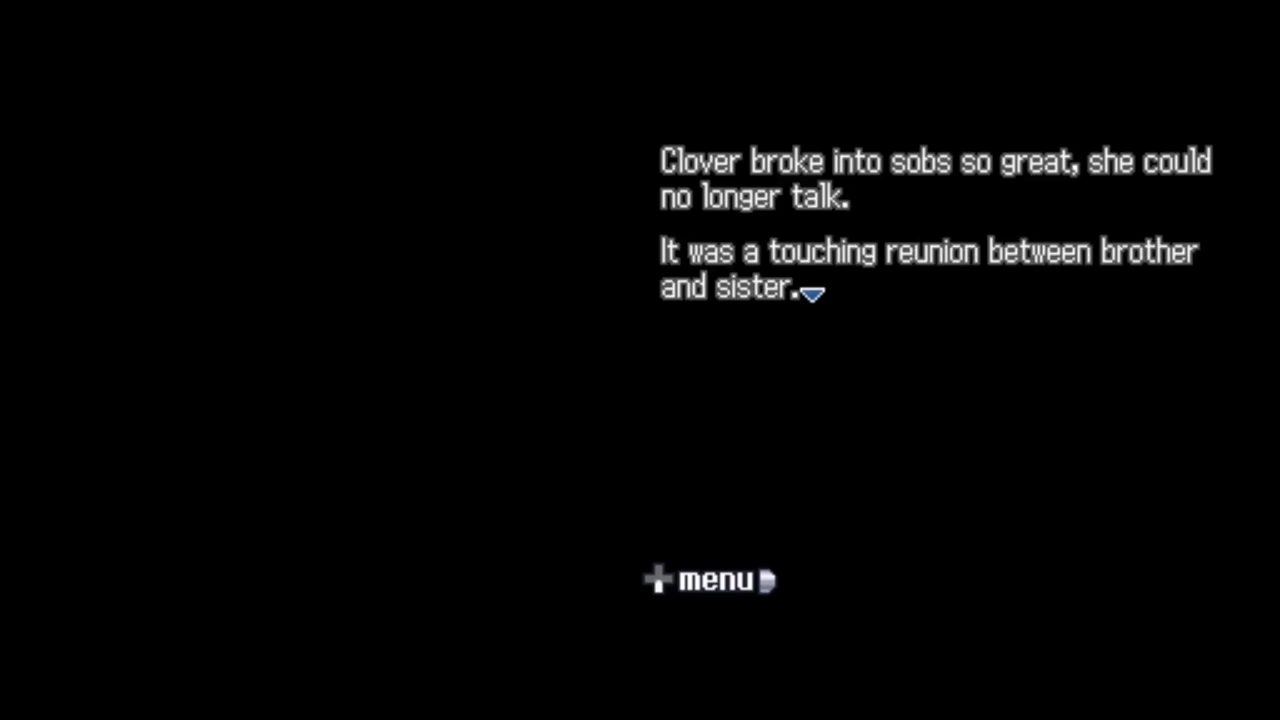 Clover broke into sobs so great, she could
no longer talk.
It was a touching reunion between brother
and sister.
menu